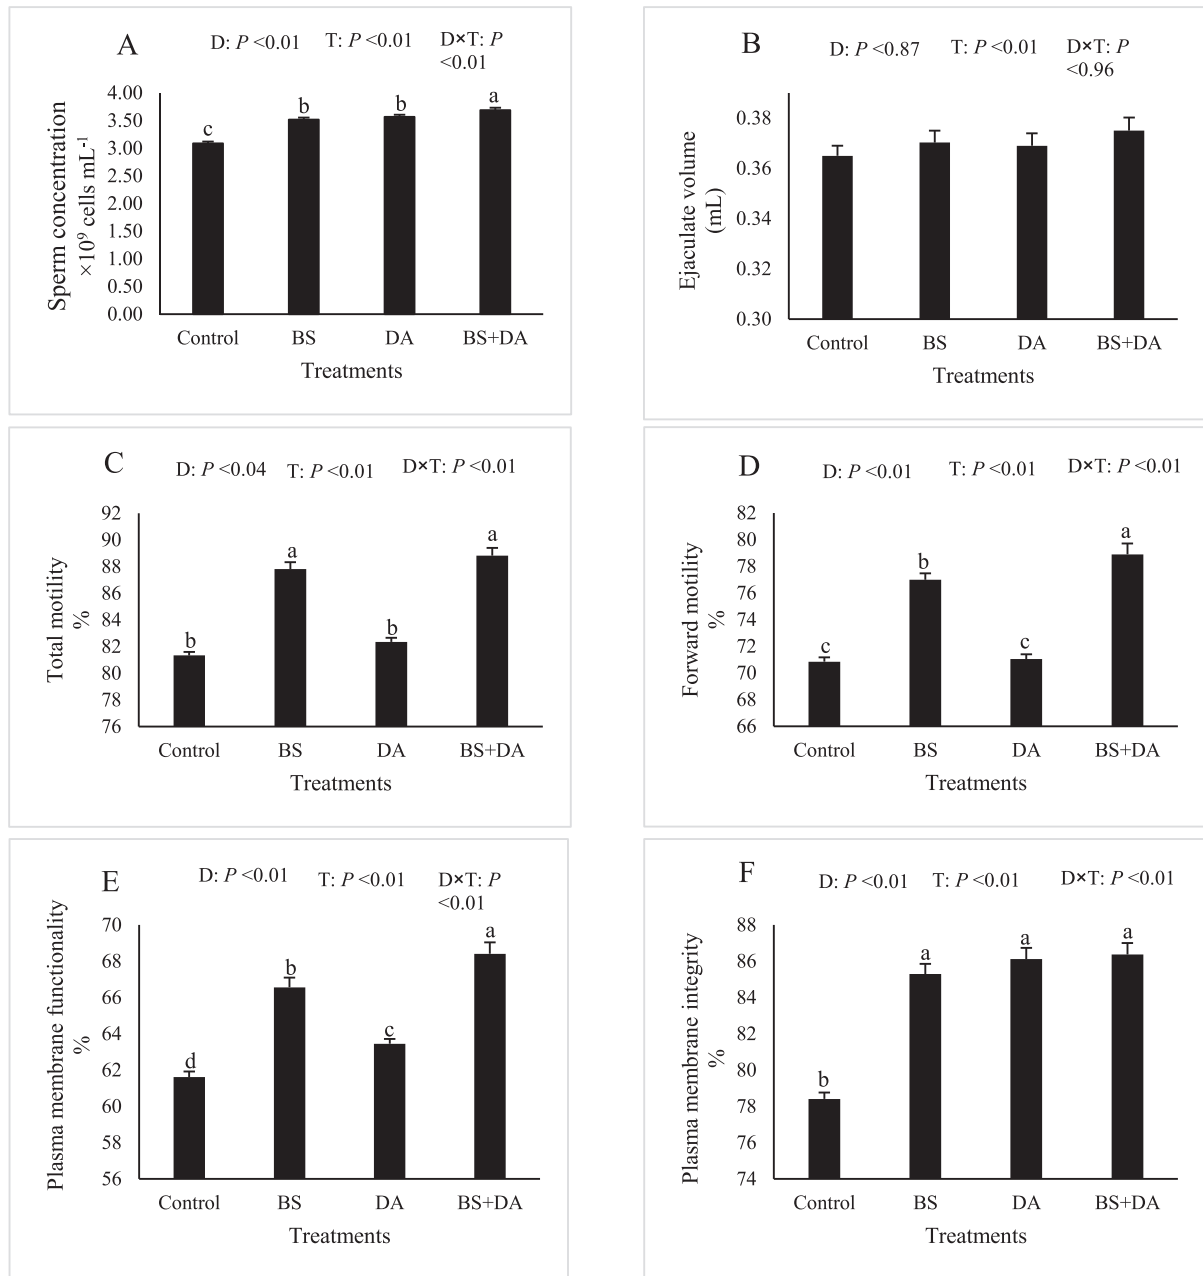 A
D: P <0.01
T: P <0.01
D×T: P
<0.01
Sperm concentration
×10⁹ cells mL⁻¹
4.00
3.50
3.00
2.50
2.00
1.50
1.00
0.50
0.00
c
b
b
a
Control
BS
DA
BS+DA
Treatments
B
D: P <0.87
T: P <0.01
D×T: P
<0.96
Ejaculate volume
(mL)
0.38
0.36
0.34
0.32
0.30
Control
BS
DA
BS+DA
Treatments
C
D: P <0.04
T: P <0.01
D×T: P <0.01
Total motility
%
92
90
88
86
84
82
80
78
76
b
a
b
a
Control
BS
DA
BS+DA
Treatments
D
D: P <0.01
T: P <0.01
D×T: P <0.01
Forward motility
%
82
80
78
76
74
72
70
68
66
c
b
c
a
Control
BS
DA
BS+DA
Treatments
E
D: P <0.01
T: P <0.01
D×T: P
<0.01
Plasma membrane functionality
%
70
68
66
64
62
60
58
56
d
b
c
a
Control
BS
DA
BS+DA
Treatments
F
D: P <0.01
T: P <0.01
D×T: P <0.01
Plasma membrane integrity
%
88
86
84
82
80
78
76
74
b
a
a
a
Control
BS
DA
BS+DA
Treatments